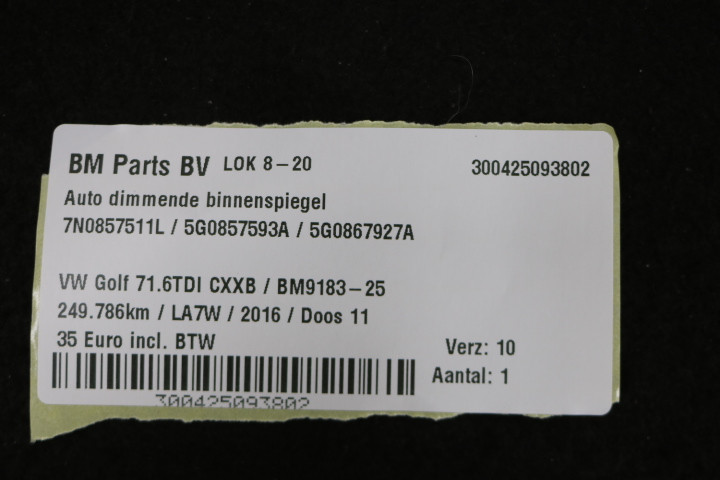 BM Parts BV LOK 8-20 300425093802
Auto dimmende binnenspiegel
7N0857511L / 5G0857593A / 5G0867927A
VW Golf 71.6TDI CXXB / BM9183-25
249.786km / LA7W / 2016 / Doos 11
35 Euro incl. BTW Verz: 10
Aantal: 1
300425093802